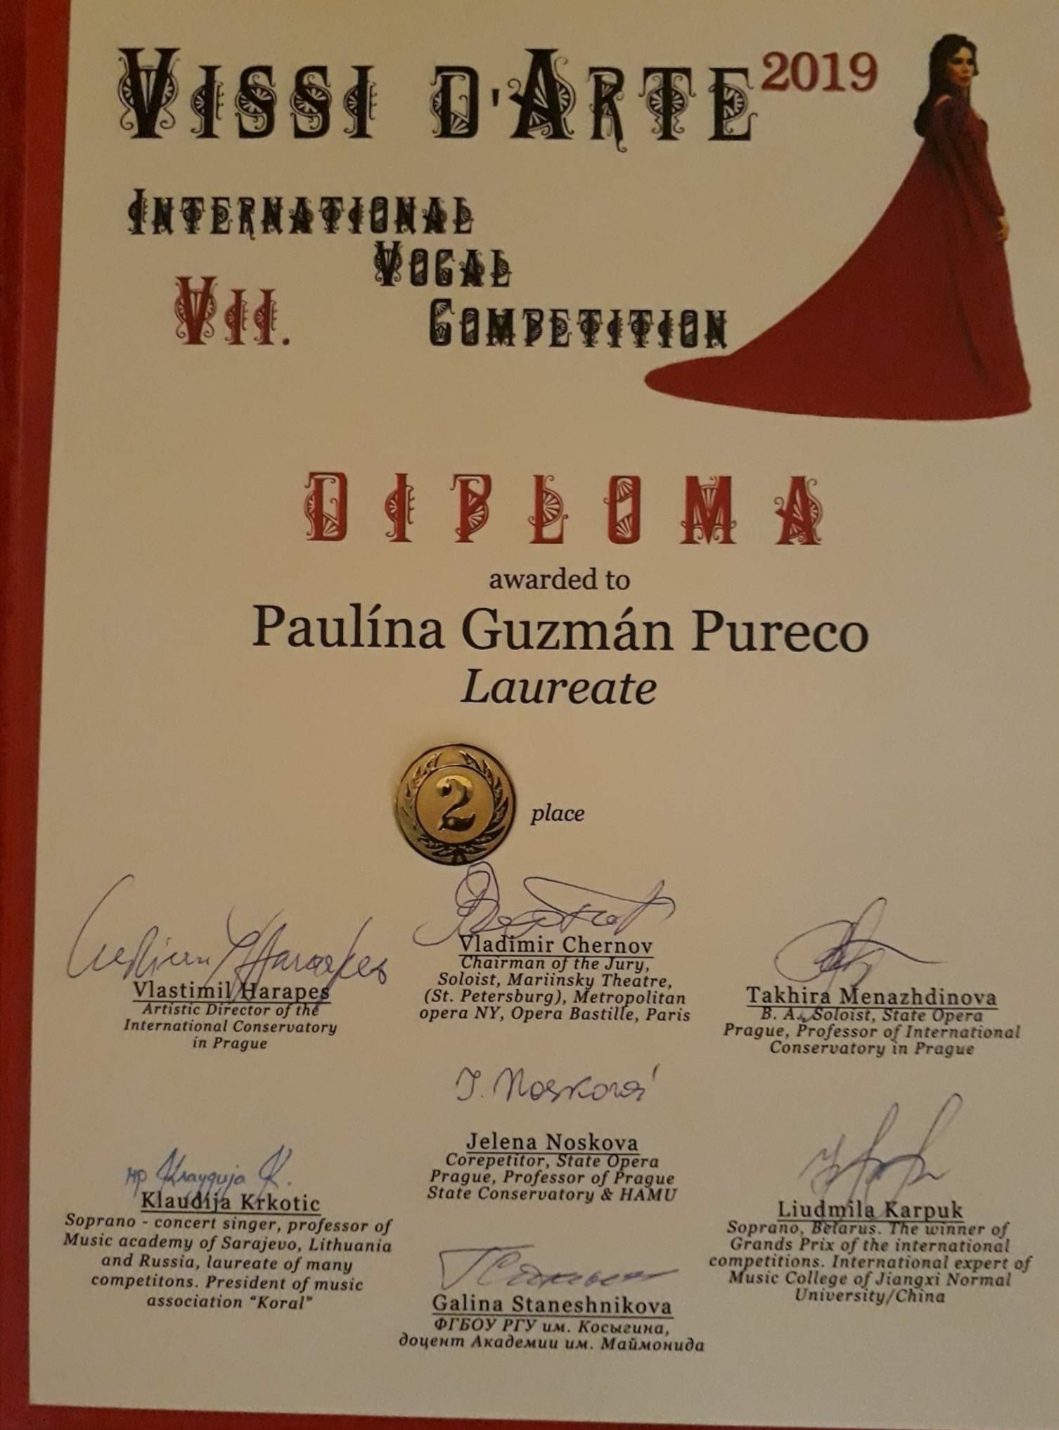 Vissi d'Arte 2019
International
Vocal
VII. Competition
DIPLOMA
awarded to
Paulína Guzmán Pureco
Laureate
2 place
Vlastimil Harapes
Artistic Director of the
International Conservatory
in Prague
Vladimir Chernov
Chairman of the Jury,
Soloist, Mariinsky Theatre,
(St. Petersburg), Metropolitan
opera NY, Opera Bastille, Paris
Takhira Menazhdinova
B. A., Soloist, State Opera
Prague, Professor of International
Conservatory in Prague
J. Nosková
Jelena Noskova
Corepetitor, State Opera
Prague, Professor of Prague
State Conservatory & HAMU
Klaudija Krkotic
Soprano - concert singer, professor of
Music academy of Sarajevo, Lithuania
and Russia, laureate of many
competitons. President of music
association "Koral"
Liudmila Karpuk
Soprano, Belarus. The winner of
Grands Prix of the international
competitions. International expert of
Music College of Jiangxi Normal
University/China
Galina Staneshnikova
ФГБОУ РГУ им. Косыгина,
доцент Академии им. Маймонида